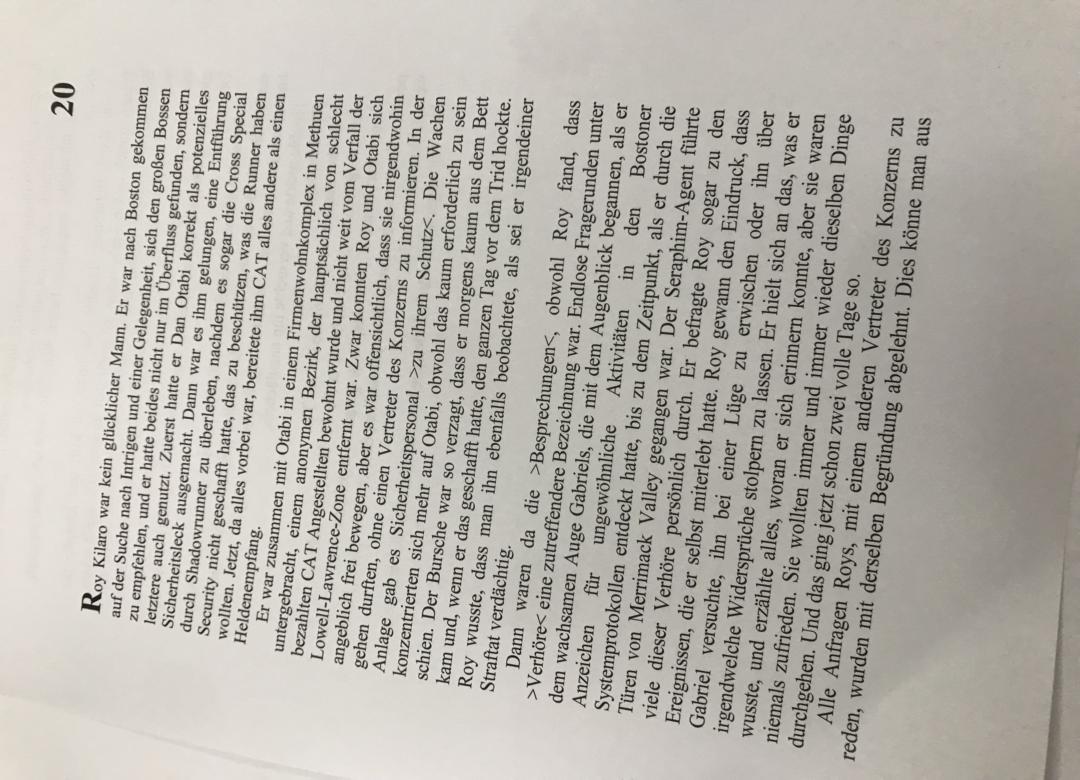 20
Roy Kilaro war kein glücklicher Mann. Er war nach Boston gekommen
auf der Suche nach Intrigen und einer Gelegenheit, sich den großen Bossen
zu empfehlen, und er hatte beides nicht nur im Überfluss gefunden, sondern
letztere auch genutzt. Zuerst hatte er Dan Otabi korrekt als potenzielles
Sicherheitsleck ausgemacht. Dann war es ihm gelungen, eine Entführung
durch Shadowrunner zu überleben, nachdem es sogar die Cross Special
Security nicht geschafft hatte, das zu beschützen, was die Runner haben
wollten. Jetzt, da alles vorbei war, bereitete ihm CAT alles andere als einen
Heldenempfang.
Er war zusammen mit Otabi in einem Firmenwohnkomplex in Methuen
untergebracht, einem anonymen Bezirk, der hauptsächlich von schlecht
bezahlten CAT Angestellten bewohnt wurde und nicht weit vom Verfall der
Lowell-Lawrence-Zone entfernt war. Zwar konnten Roy und Otabi sich
angeblich frei bewegen, aber es war offensichtlich, dass sie nirgendwohin
gehen durften, ohne einen Vertreter des Konzerns zu informieren. In der
Anlage gab es Sicherheitspersonal >zu ihrem Schutz<. Die Wachen
konzentrierten sich mehr auf Otabi, obwohl das kaum erforderlich zu sein
schien. Der Bursche war so verzagt, dass er morgens kaum aus dem Bett
kam und, wenn er das geschafft hatte, den ganzen Tag vor dem Trid hockte.
Roy wusste, dass man ihn ebenfalls beobachtete, als sei er irgendeiner
Straftat verdächtig.
Dann waren da die >Besprechungen<, obwohl Roy fand, dass
>Verhöre< eine zutreffendere Bezeichnung war. Endlose Fragerunden unter
dem wachsamen Auge Gabriels, die mit dem Augenblick begannen, als er
Anzeichen für ungewöhnliche Aktivitäten in den Bostoner
Systemprotokollen entdeckt hatte, bis zu dem Zeitpunkt, als er durch die
Türen von Merrimack Valley gegangen war. Der Seraphim-Agent führte
viele dieser Verhöre persönlich durch. Er befragte Roy sogar zu den
Ereignissen, die er selbst miterlebt hatte. Roy gewann den Eindruck, dass
Gabriel versuchte, ihn bei einer Lüge zu erwischen oder ihn über
irgendwelche Widersprüche stolpern zu lassen. Er hielt sich an das, was er
wusste, und erzählte alles, woran er sich erinnern konnte, aber sie waren
niemals zufrieden. Sie wollten immer und immer wieder dieselben Dinge
durchgehen. Und das ging jetzt schon zwei volle Tage so.
Alle Anfragen Roys, mit einem anderen Vertreter des Konzerns zu
reden, wurden mit derselben Begründung abgelehnt. Dies könne man aus